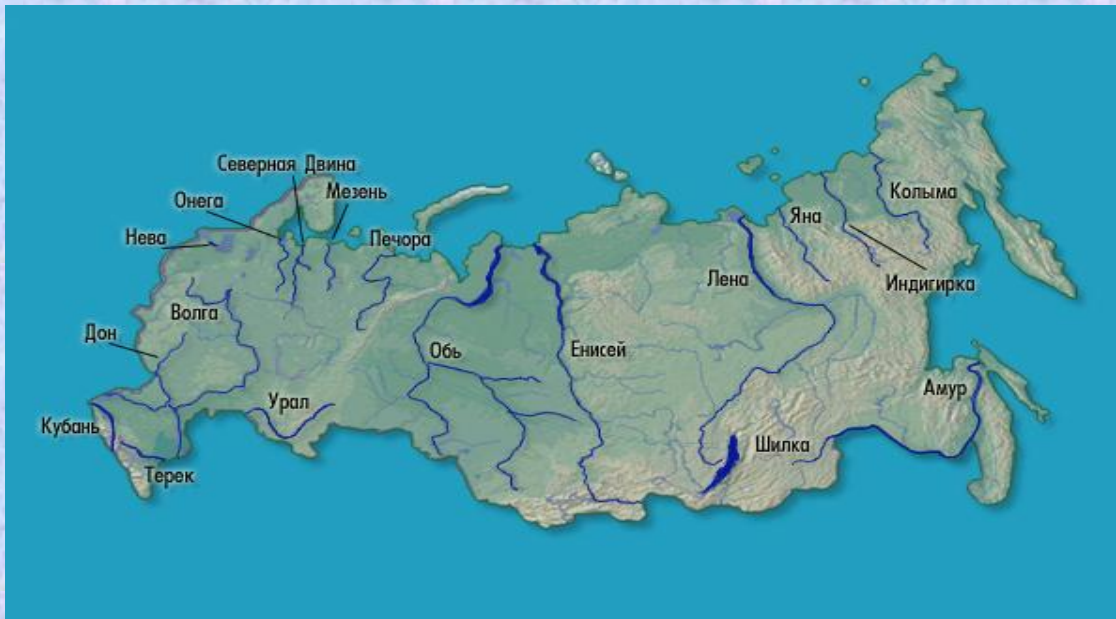 Северная Двина
Мезень
Онега
Нева
Печора
Колыма
Яна
Индигирка
Лена
Волга
Дон
Обь
Енисей
Амур
Урал
Кубань
Шилка
Терек